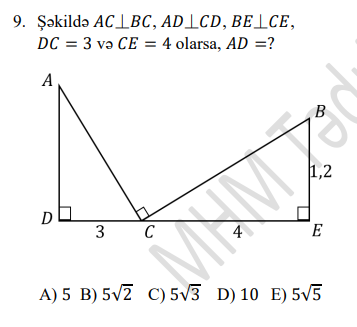 9. Şəkildə AC⊥BC, AD⊥CD, BE⊥CE,
DC = 3 və CE = 4 olarsa, AD =?
A
B
1,2
D
3
C
4
E
MHM Təd
A) 5 B) 5√2 C) 5√3 D) 10 E) 5√5